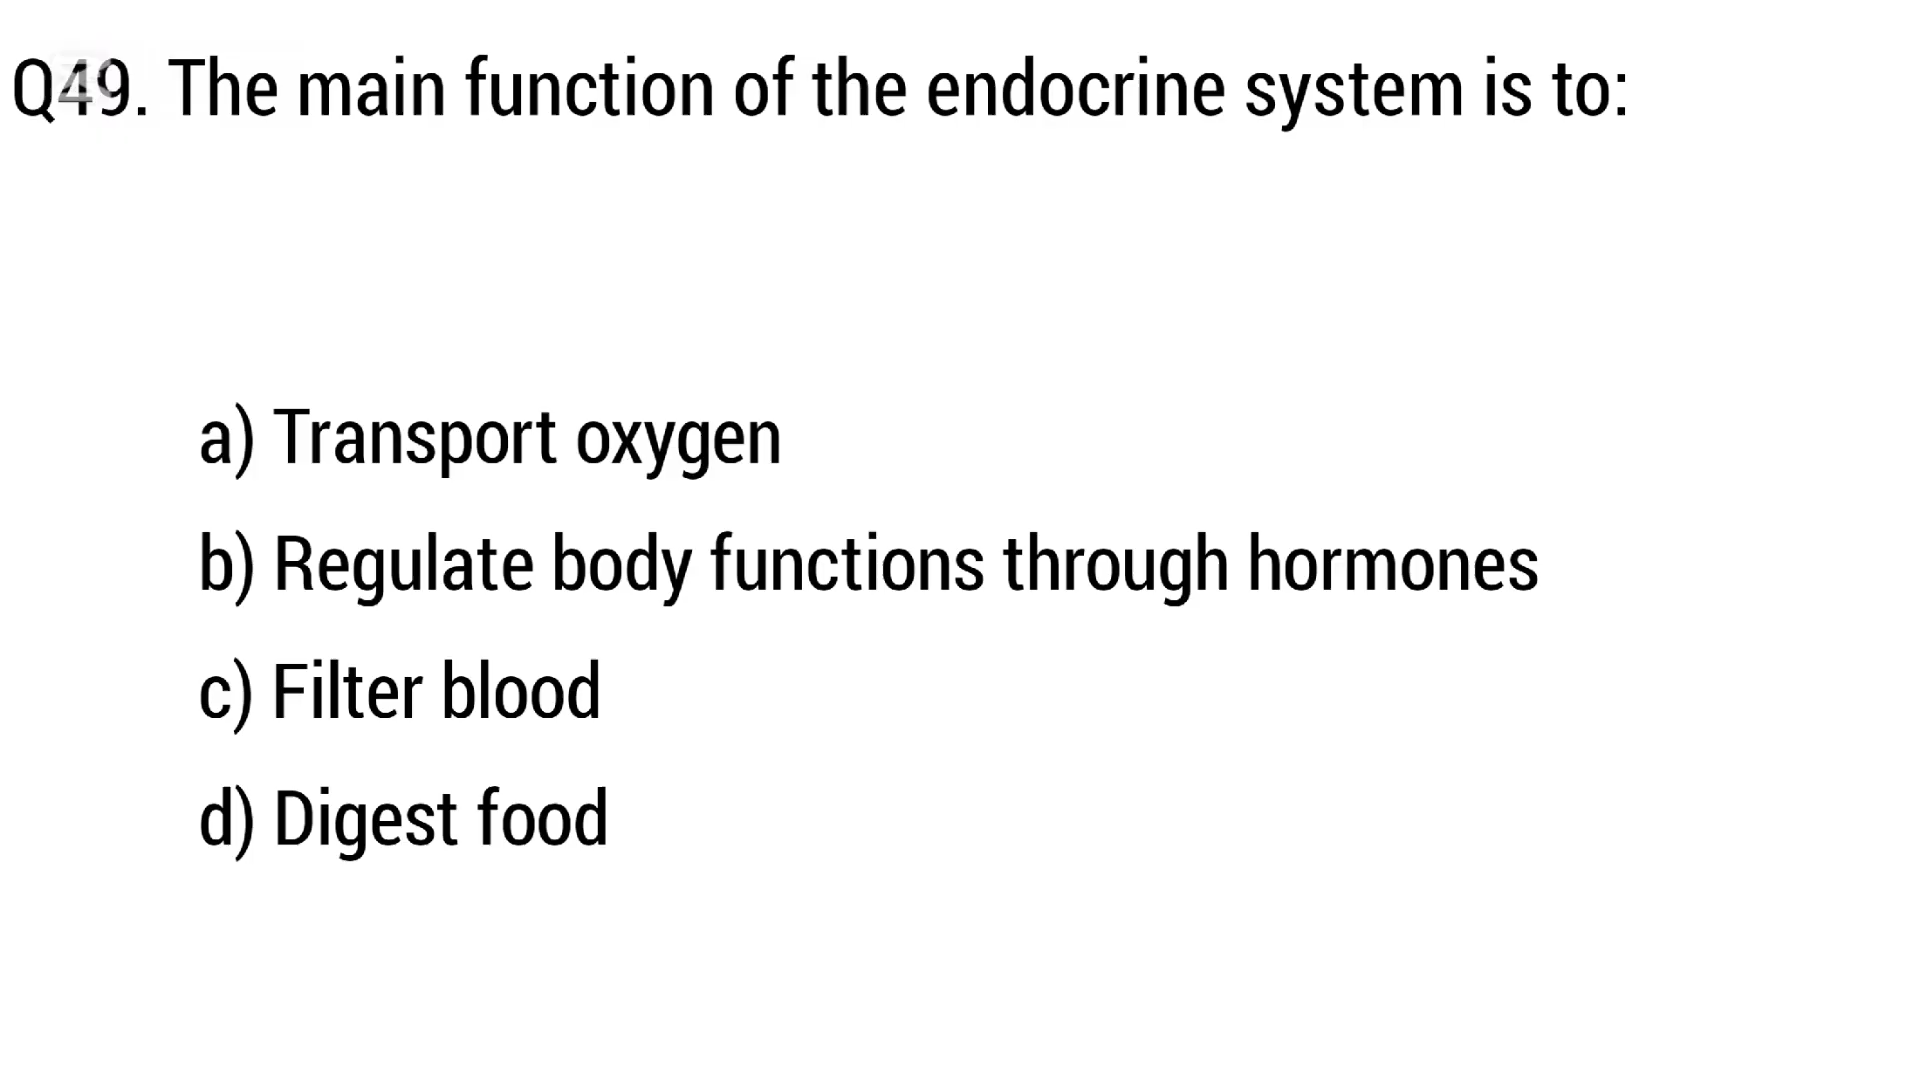 Q49. The main function of the endocrine system is to:
a) Transport oxygen
b) Regulate body functions through hormones
c) Filter blood
d) Digest food